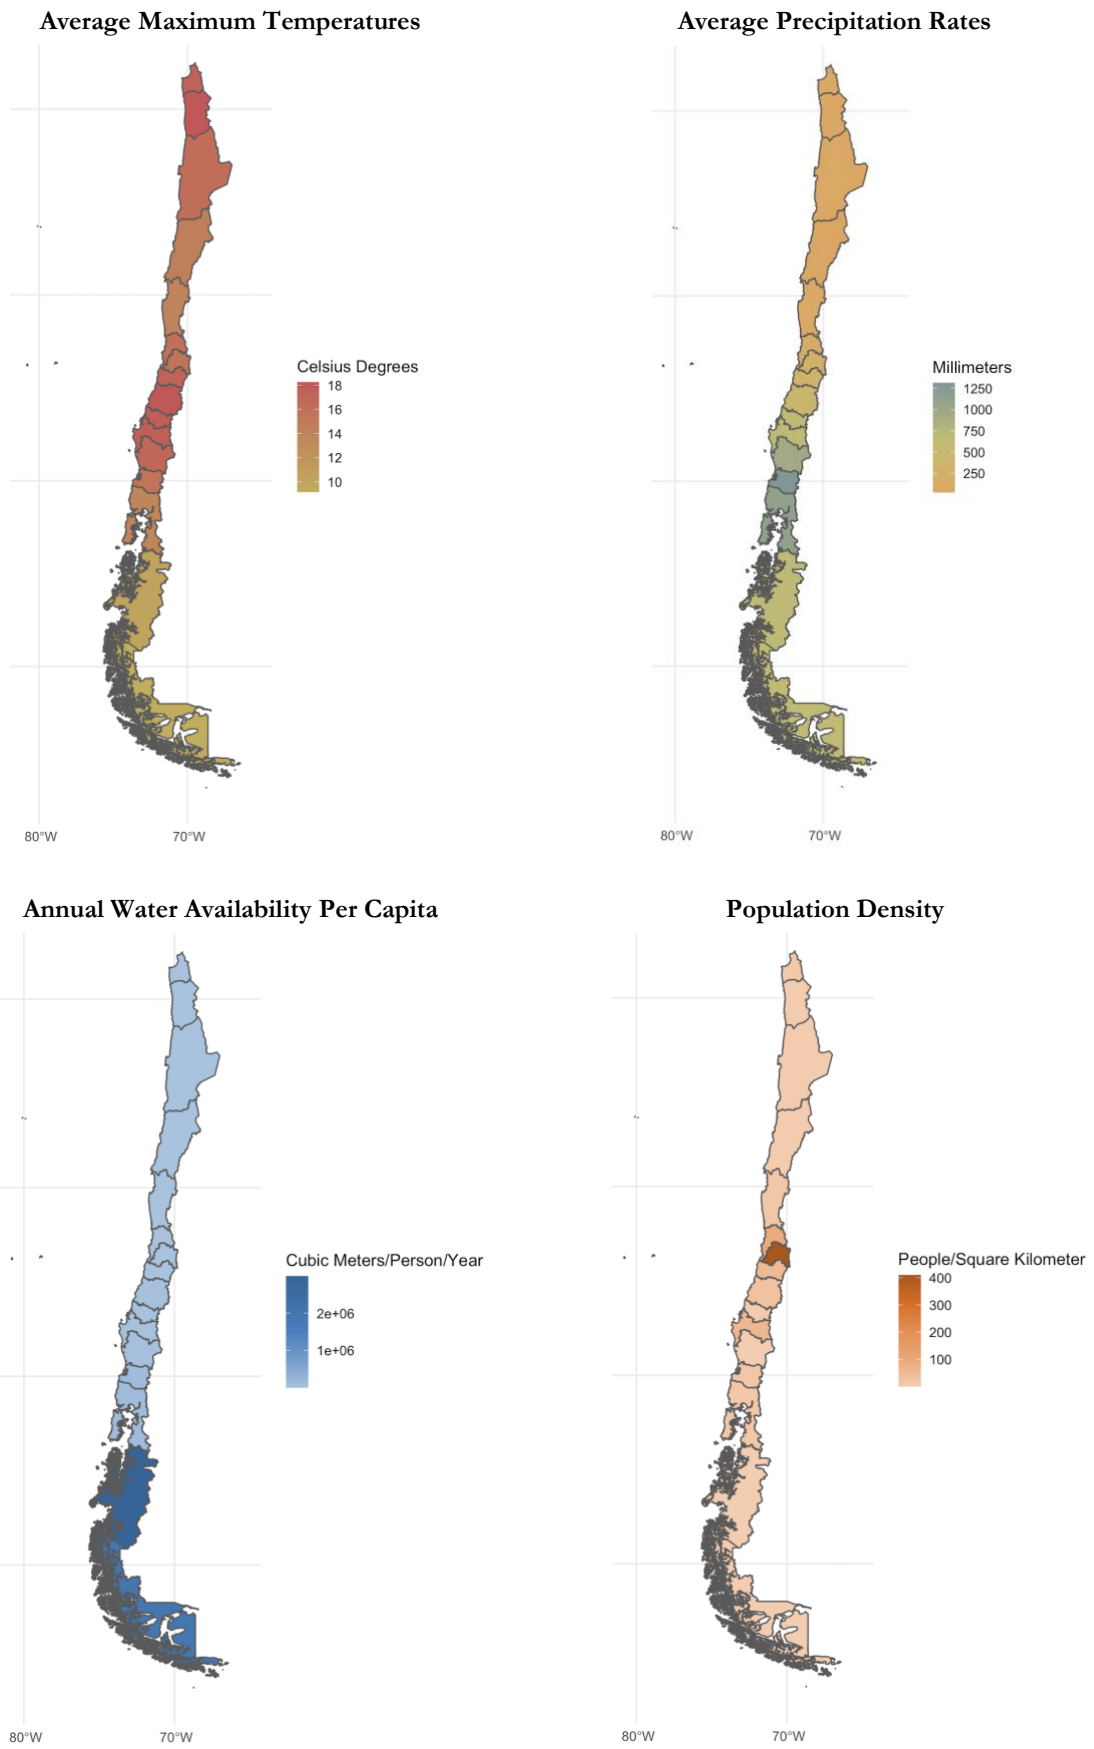 Average Maximum Temperatures
Average Precipitation Rates
Celsius Degrees
18
16
14
12
10
Millimeters
1250
1000
750
500
250
80°W
70°W
80°W
70°W
Annual Water Availability Per Capita
Population Density
Cubic Meters/Person/Year
2e+06
1e+06
People/Square Kilometer
400
300
200
100
80°W
70°W
80°W
70°W